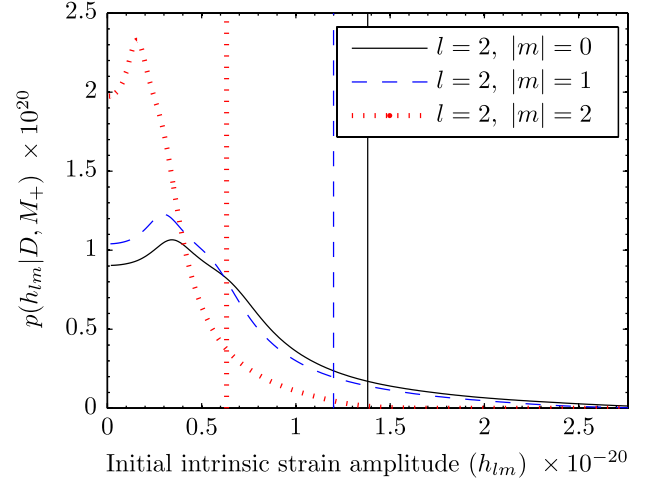 2.5
2
1.5
1
0.5
0
0
0.5
1
1.5
2
2.5
p(h_{lm}|D, M_+) × 10^{20}
l = 2, |m| = 0
l = 2, |m| = 1
l = 2, |m| = 2
Initial intrinsic strain amplitude (h_{lm}) × 10^{−20}